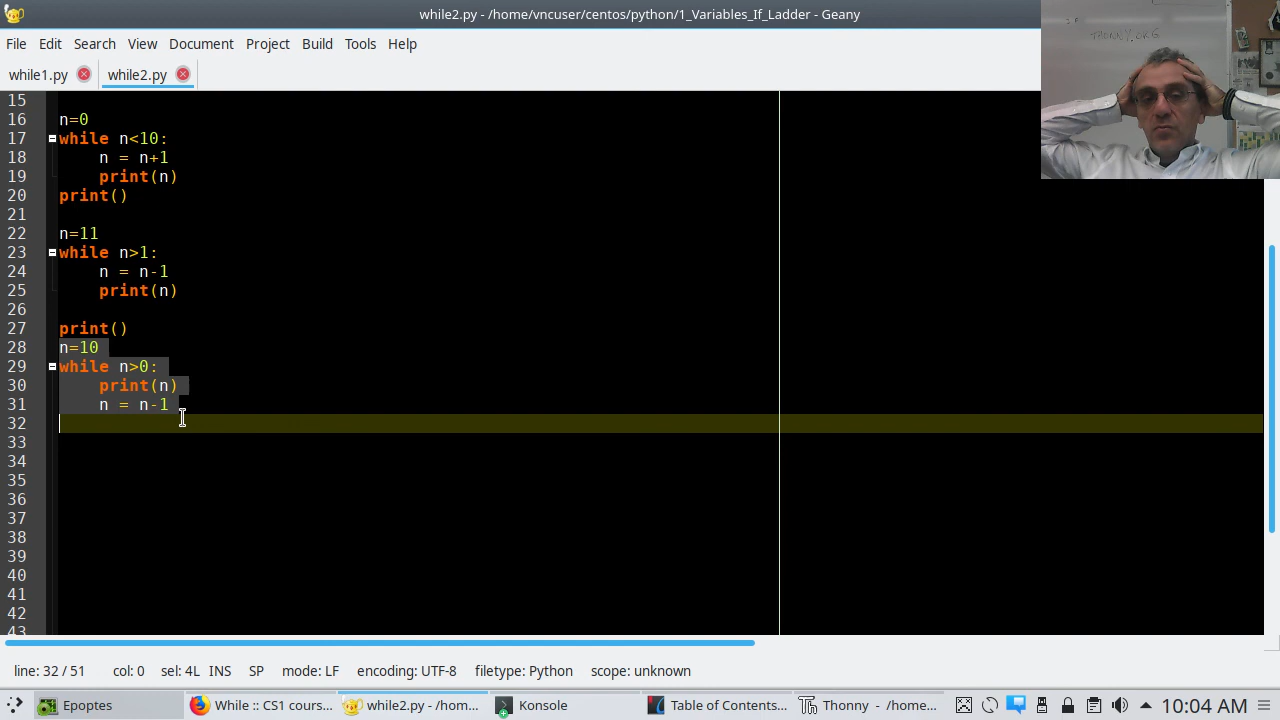 while2.py - /home/vncuser/centos/python/1_Variables_If_Ladder - Geany
File Edit Search View Document Project Build Tools Help
while1.py while2.py
15
16 n=0
17 while n<10:
18 n = n+1
19 print(n)
20 print()
21
22 n=11
23 while n>1:
24 n = n-1
25 print(n)
26
27 print()
28 n=10
29 while n>0:
30 print(n)
31 n = n-1
32
33
34
35
36
37
38
39
40
41
42
43
line: 32 / 51 col: 0 sel: 4L INS SP mode: LF encoding: UTF-8 filetype: Python scope: unknown
Epoptes While :: CS1 cours... while2.py - /hom... Konsole Table of Contents... Thonny - /home... 10:04 AM
THONNY.ORG